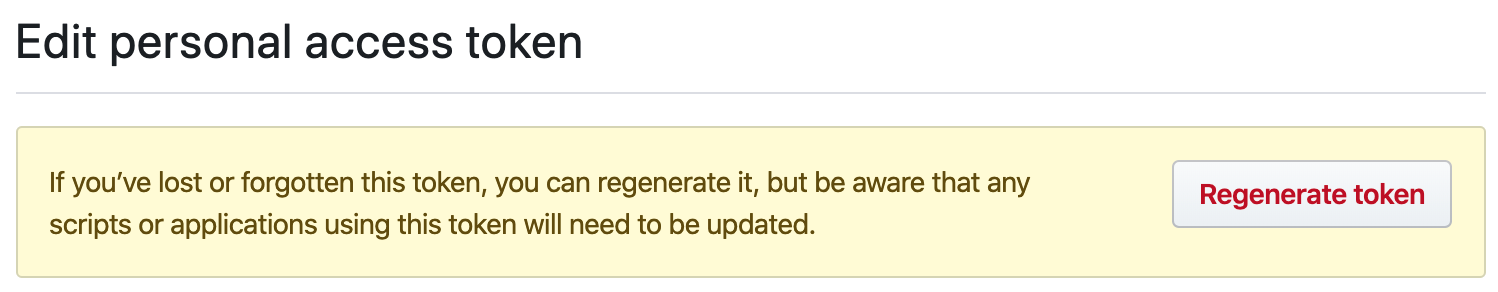 Edit personal access token
If you’ve lost or forgotten this token, you can regenerate it, but be aware that any
scripts or applications using this token will need to be updated.
Regenerate token